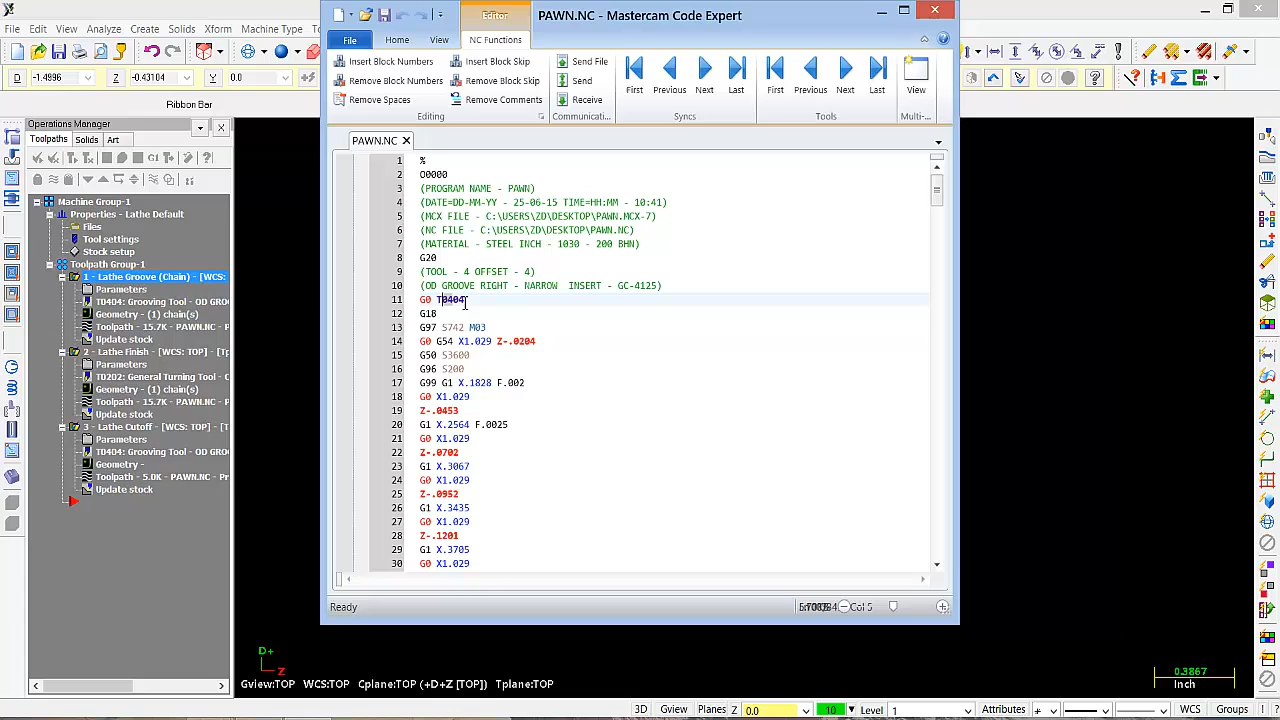 Editor
PAWN.NC - Mastercam Code Expert
File Edit View Analyze Create Solids Xform Machine Type
File Home View NC Functions
Insert Block Numbers Insert Block Skip Send File
Remove Block Numbers Remove Block Skip Send
Remove Spaces Remove Comments Receive
First Previous Next Last First Previous Next Last View
Editing Communicati... Syncs Tools Multi-...
D -1.4996 Z -0.43104 0.0
Ribbon Bar
Operations Manager
Toolpaths Solids Art
G1
Machine Group-1
Properties - Lathe Default
Files
Tool settings
Stock setup
Toolpath Group-1
1 - Lathe Groove (Chain) - [WCS:
Parameters
T0404: Grooving Tool - OD GRO
Geometry - (1) chain(s)
Toolpath - 15.7K - PAWN.NC - P
Update stock
2 - Lathe Finish - [WCS: TOP] - [Tp
Parameters
T0202: General Turning Tool - C
Geometry - (1) chain(s)
Toolpath - 15.7K - PAWN.NC - P
Update stock
3 - Lathe Cutoff - [WCS: TOP] - [T
Parameters
T0404: Grooving Tool - OD GRO
Geometry -
Toolpath - 5.0K - PAWN.NC - Pr
Update stock
PAWN.NC
1 %
2 O0000
3 (PROGRAM NAME - PAWN)
4 (DATE=DD-MM-YY - 25-06-15 TIME=HH:MM - 10:41)
5 (MCX FILE - C:\USERS\ZD\DESKTOP\PAWN.MCX-7)
6 (NC FILE - C:\USERS\ZD\DESKTOP\PAWN.NC)
7 (MATERIAL - STEEL INCH - 1030 - 200 BHN)
8 G20
9 (TOOL - 4 OFFSET - 4)
10 (OD GROOVE RIGHT - NARROW  INSERT - GC-4125)
11 G0 T0404
12 G18
13 G97 S742 M03
14 G0 G54 X1.029 Z-.0204
15 G50 S3600
16 G96 S200
17 G99 G1 X.1828 F.002
18 G0 X1.029
19 Z-.0453
20 G1 X.2564 F.0025
21 G0 X1.029
22 Z-.0702
23 G1 X.3067
24 G0 X1.029
25 Z-.0952
26 G1 X.3435
27 G0 X1.029
28 Z-.1201
29 G1 X.3705
30 G0 X1.029
Ready Col 5
D+
Z
Gview:TOP WCS:TOP Cplane:TOP (+D+Z [TOP]) Tplane:TOP
0.3867
Inch
3D Gview Planes Z 0.0 10 Level 1 Attributes WCS Groups